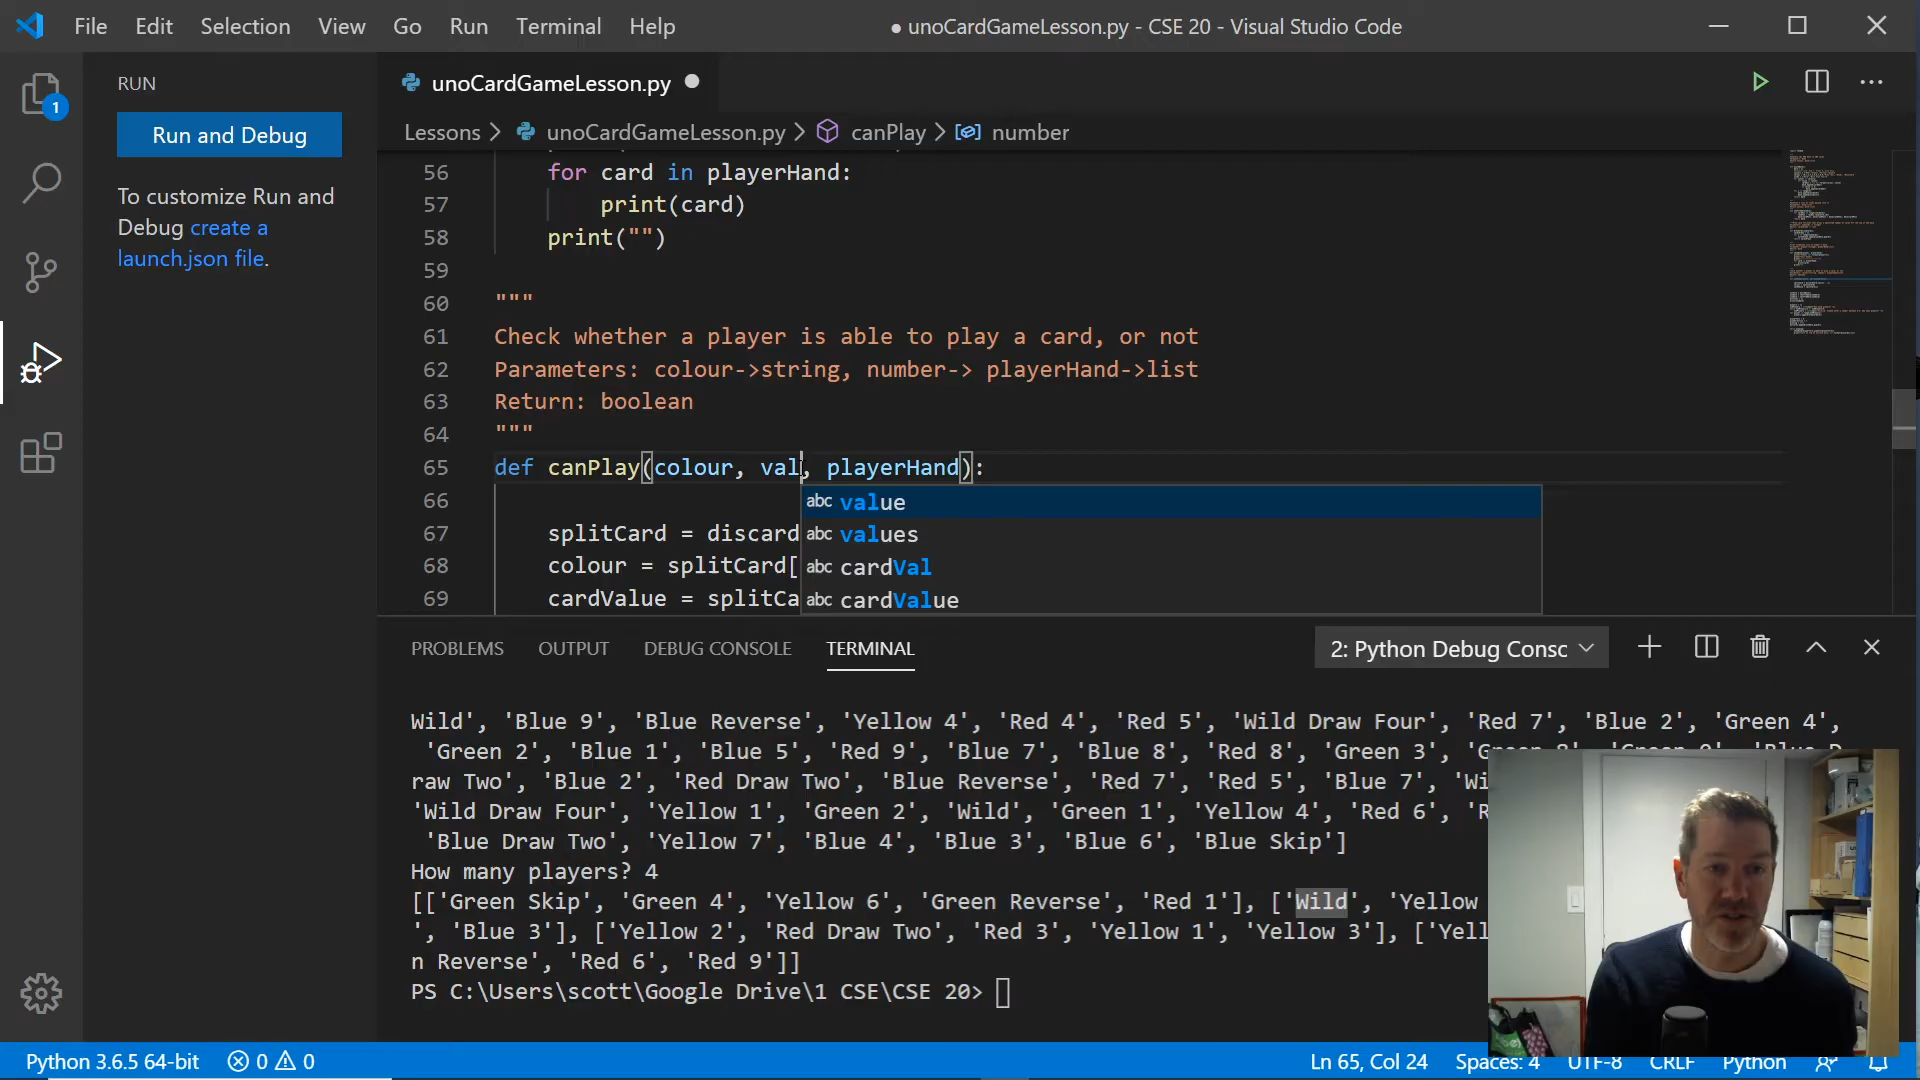 File Edit Selection View Go Run Terminal Help ● unoCardGameLesson.py - CSE 20 - Visual Studio Code
RUN
Run and Debug
To customize Run and
Debug create a
launch.json file.
1
unoCardGameLesson.py
Lessons > unoCardGameLesson.py > canPlay > number
56 for card in playerHand:
57 print(card)
58 print("")
59
60 """
61 Check whether a player is able to play a card, or not
62 Parameters: colour->string, number-> playerHand->list
63 Return: boolean
64 """
65 def canPlay(colour, val, playerHand):
66
67 splitCard = discard
68 colour = splitCard[
69 cardValue = splitCa
abc value
abc values
abc cardVal
abc cardValue
PROBLEMS OUTPUT DEBUG CONSOLE TERMINAL 2: Python Debug Consc
Wild', 'Blue 9', 'Blue Reverse', 'Yellow 4', 'Red 4', 'Red 5', 'Wild Draw Four', 'Red 7', 'Blue 2', 'Green 4',
'Green 2', 'Blue 1', 'Blue 5', 'Red 9', 'Blue 7', 'Blue 8', 'Red 8', 'Green 3',
raw Two', 'Blue 2', 'Red Draw Two', 'Blue Reverse', 'Red 7', 'Red 5', 'Blue 7', 'Wi
'Wild Draw Four', 'Yellow 1', 'Green 2', 'Wild', 'Green 1', 'Yellow 4', 'Red 6',
'Blue Draw Two', 'Yellow 7', 'Blue 4', 'Blue 3', 'Blue 6', 'Blue Skip']
How many players? 4
[['Green Skip', 'Green 4', 'Yellow 6', 'Green Reverse', 'Red 1'], ['Wild', 'Yellow
', 'Blue 3'], ['Yellow 2', 'Red Draw Two', 'Red 3', 'Yellow 1', 'Yellow 3'], ['Yell
n Reverse', 'Red 6', 'Red 9']]
PS C:\Users\scott\Google Drive\1 CSE\CSE 20>
Python 3.6.5 64-bit 0 0 Ln 65, Col 24 Spaces: 4 UTF-8 CRLF Python